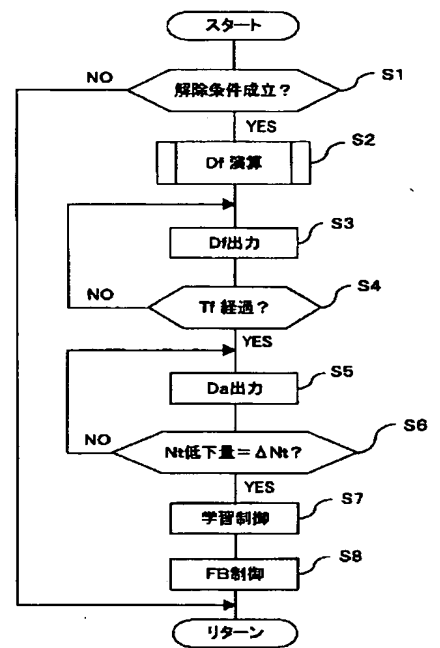 スタート
NO
解除条件成立?
S1
YES
Df 演算
S2
Df出力
S3
NO
Tf 経過?
S4
YES
Da出力
S5
NO
Nt低下量=ΔNt?
S6
YES
学習制御
S7
FB制御
S8
リターン